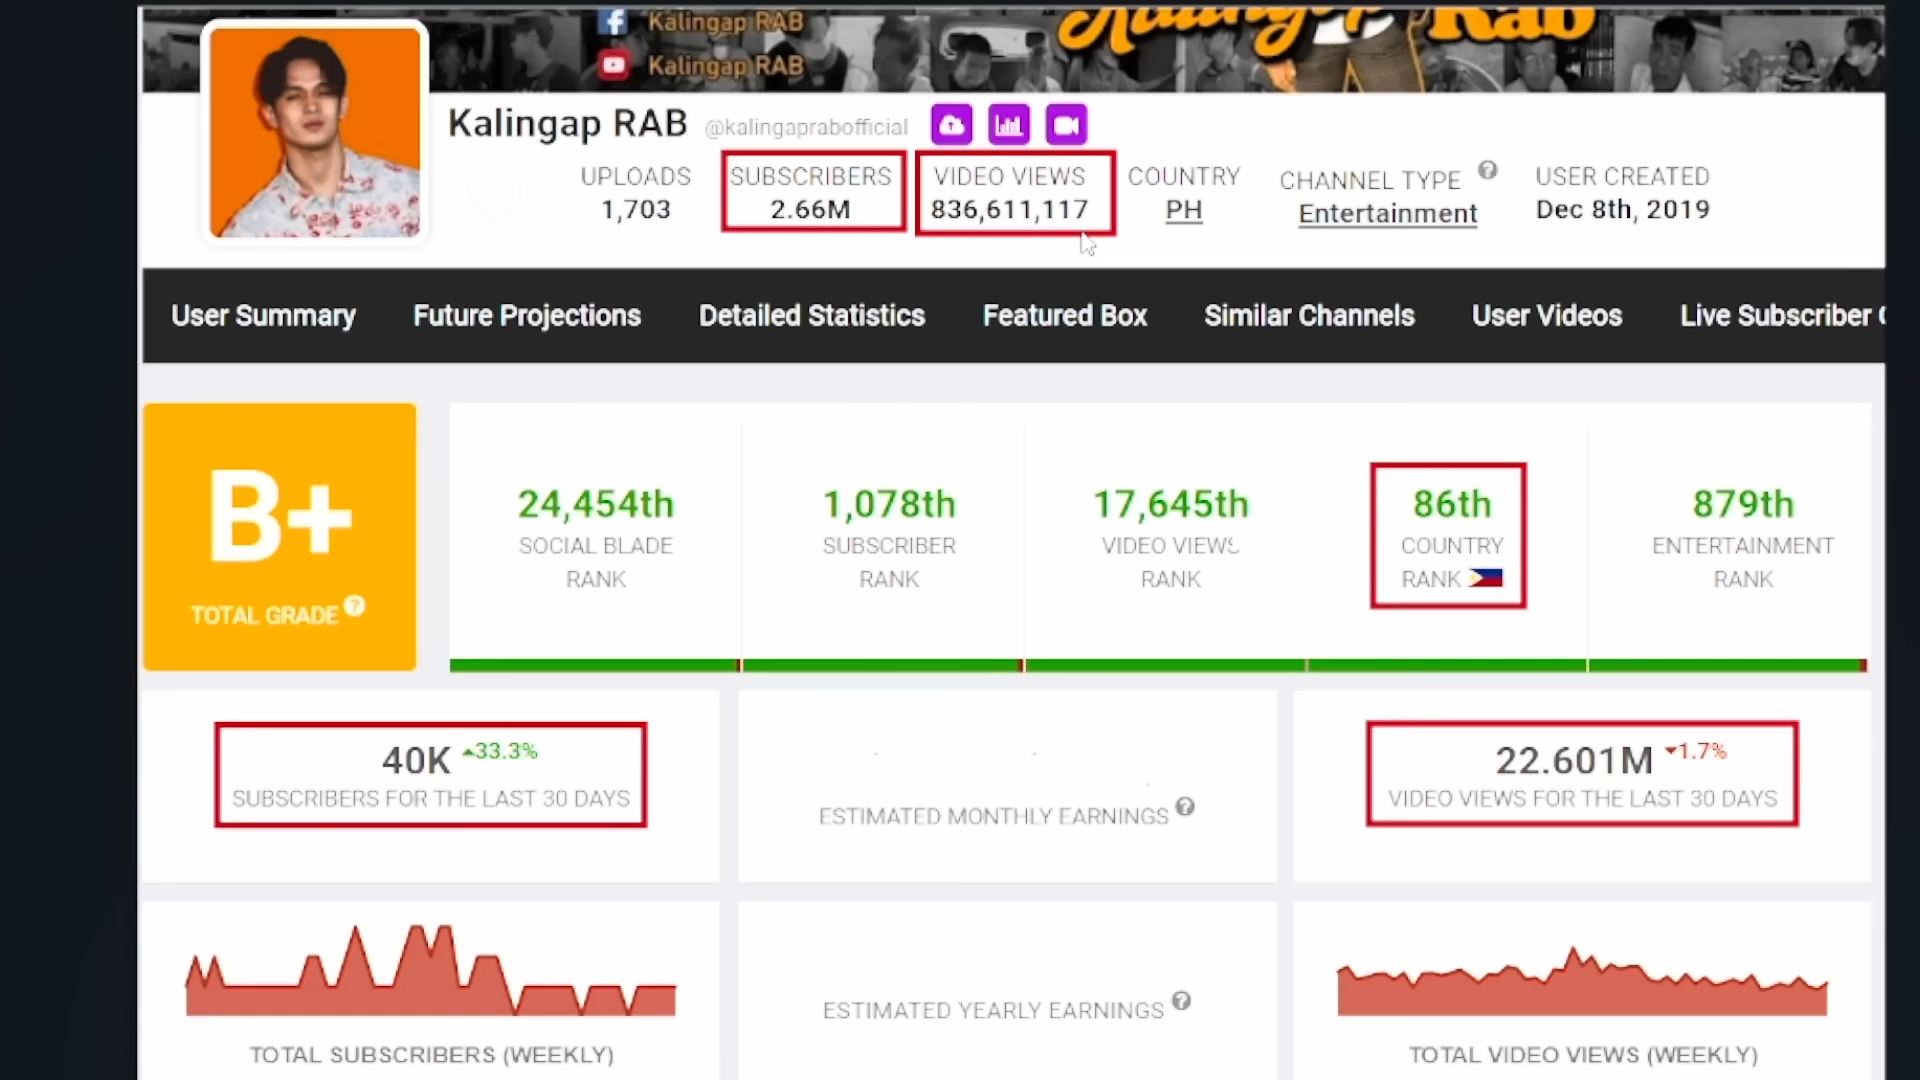 Kalingap RAB
Kalingap RAB
Kalingap Rab
Kalingap RAB @kalingaprabofficial
UPLOADS
1,703
SUBSCRIBERS
2.66M
VIDEO VIEWS
836,611,117
COUNTRY
PH
CHANNEL TYPE ?
Entertainment
USER CREATED
Dec 8th, 2019
User Summary
Future Projections
Detailed Statistics
Featured Box
Similar Channels
User Videos
Live Subscriber
B+
TOTAL GRADE ?
24,454th
SOCIAL BLADE
RANK
1,078th
SUBSCRIBER
RANK
17,645th
VIDEO VIEWS
RANK
86th
COUNTRY
RANK
879th
ENTERTAINMENT
RANK
40K 33.3%
SUBSCRIBERS FOR THE LAST 30 DAYS
ESTIMATED MONTHLY EARNINGS ?
22.601M 1.7%
VIDEO VIEWS FOR THE LAST 30 DAYS
TOTAL SUBSCRIBERS (WEEKLY)
ESTIMATED YEARLY EARNINGS ?
TOTAL VIDEO VIEWS (WEEKLY)